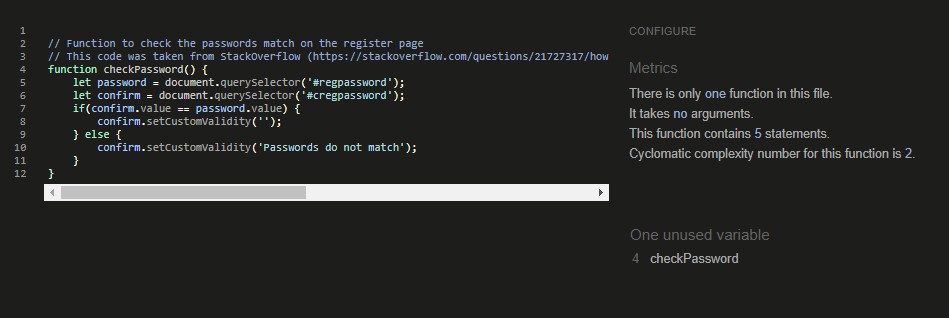 1
2 // Function to check the passwords match on the register page
3 // This code was taken from StackOverflow (https://stackoverflow.com/questions/21727317/how
4 function checkPassword() {
5 let password = document.querySelector('#regpassword');
6 let confirm = document.querySelector('#cregpassword');
7 if(confirm.value == password.value) {
8 confirm.setCustomValidity('');
9 } else {
10 confirm.setCustomValidity('Passwords do not match');
11 }
12 }
CONFIGURE
Metrics
There is only one function in this file.
It takes no arguments.
This function contains 5 statements.
Cyclomatic complexity number for this function is 2.
One unused variable
4 checkPassword